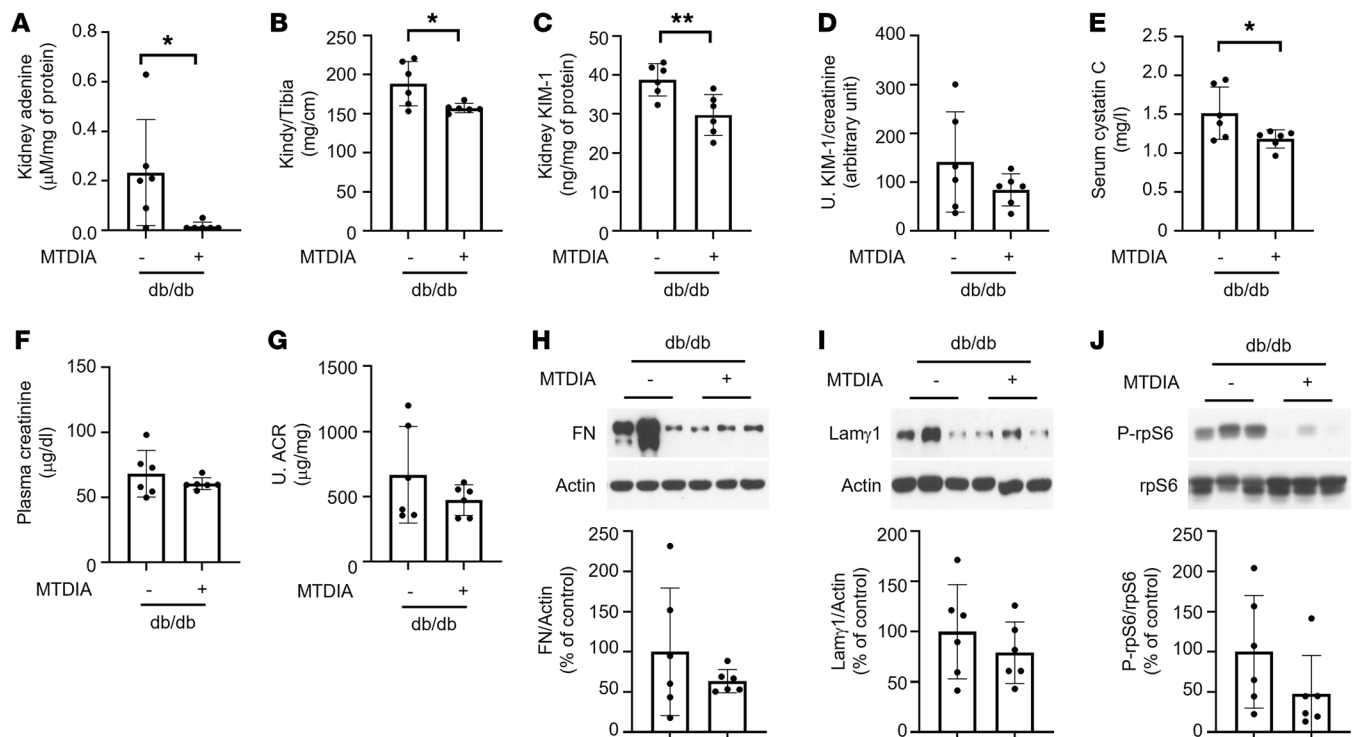 A
Kidney adenine
(µM/mg of protein)
0.8
0.6
0.4
0.2
0.0
*
MTDIA - +
db/db
B
Kindy/Tibia
(mg/cm)
250
200
150
100
50
0
*
MTDIA - +
db/db
C
Kidney KIM-1
(ng/mg of protein)
50
40
30
20
10
0
**
MTDIA - +
db/db
D
U. KIM-1/creatinine
(arbitrary unit)
400
300
200
100
0
MTDIA - +
db/db
E
Serum cystatin C
(mg/l)
2.5
2.0
1.5
1.0
0.5
0.0
*
MTDIA - +
db/db
F
Plasma creatinine
(µg/dl)
150
100
50
0
MTDIA - +
db/db
G
U. ACR
(µg/mg)
1500
1000
500
0
MTDIA - +
db/db
H
db/db
MTDIA - +
FN
Actin
FN/Actin
(% of control)
250
200
150
100
50
0
I
db/db
MTDIA - +
Lamγ1
Actin
Lamγ1/Actin
(% of control)
200
150
100
50
0
J
db/db
MTDIA - +
P-rpS6
rpS6
P-rpS6/rpS6
(% of control)
250
200
150
100
50
0